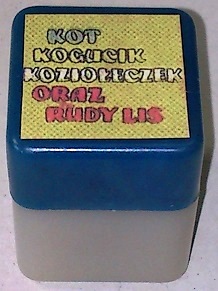 KOT
KOGUCIK
KOZIOŁECZEK
ORAZ
RUDY LIS